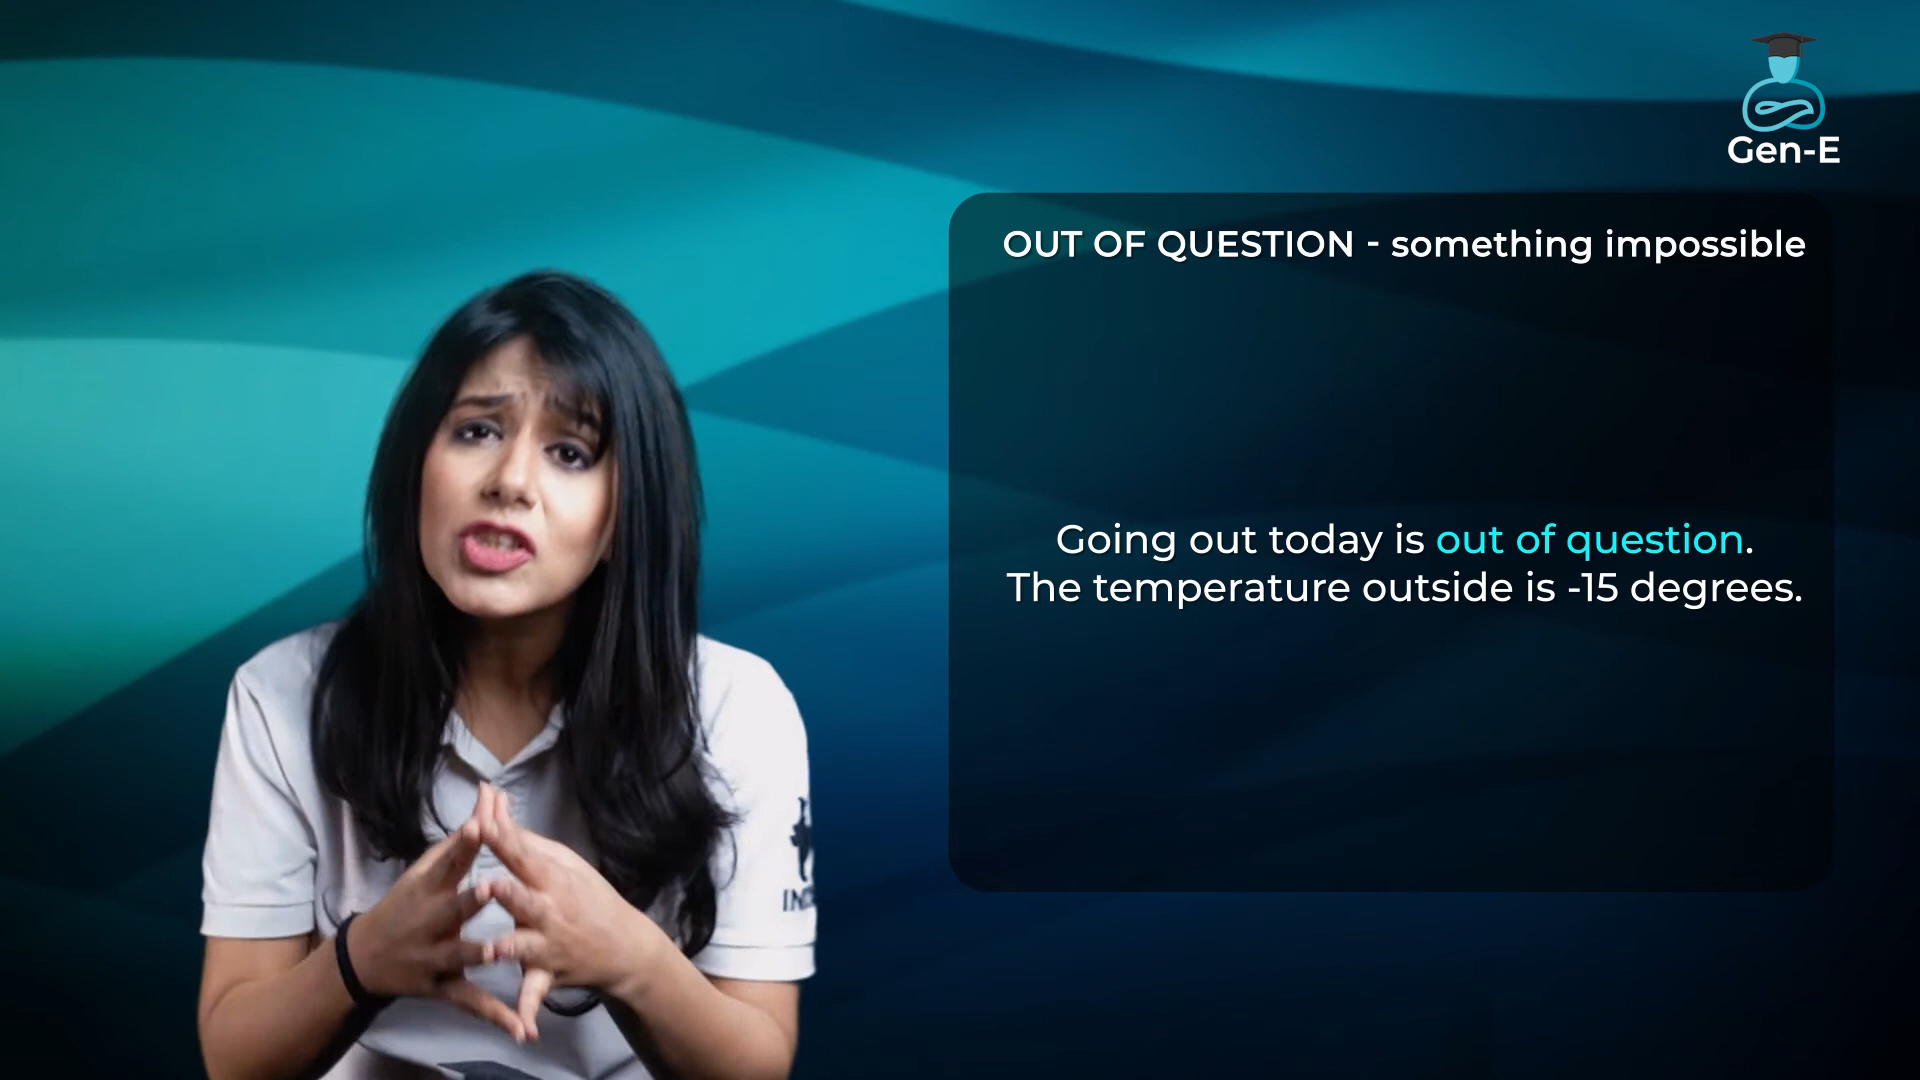 Gen-E
OUT OF QUESTION - something impossible
Going out today is out of question.
The temperature outside is -15 degrees.